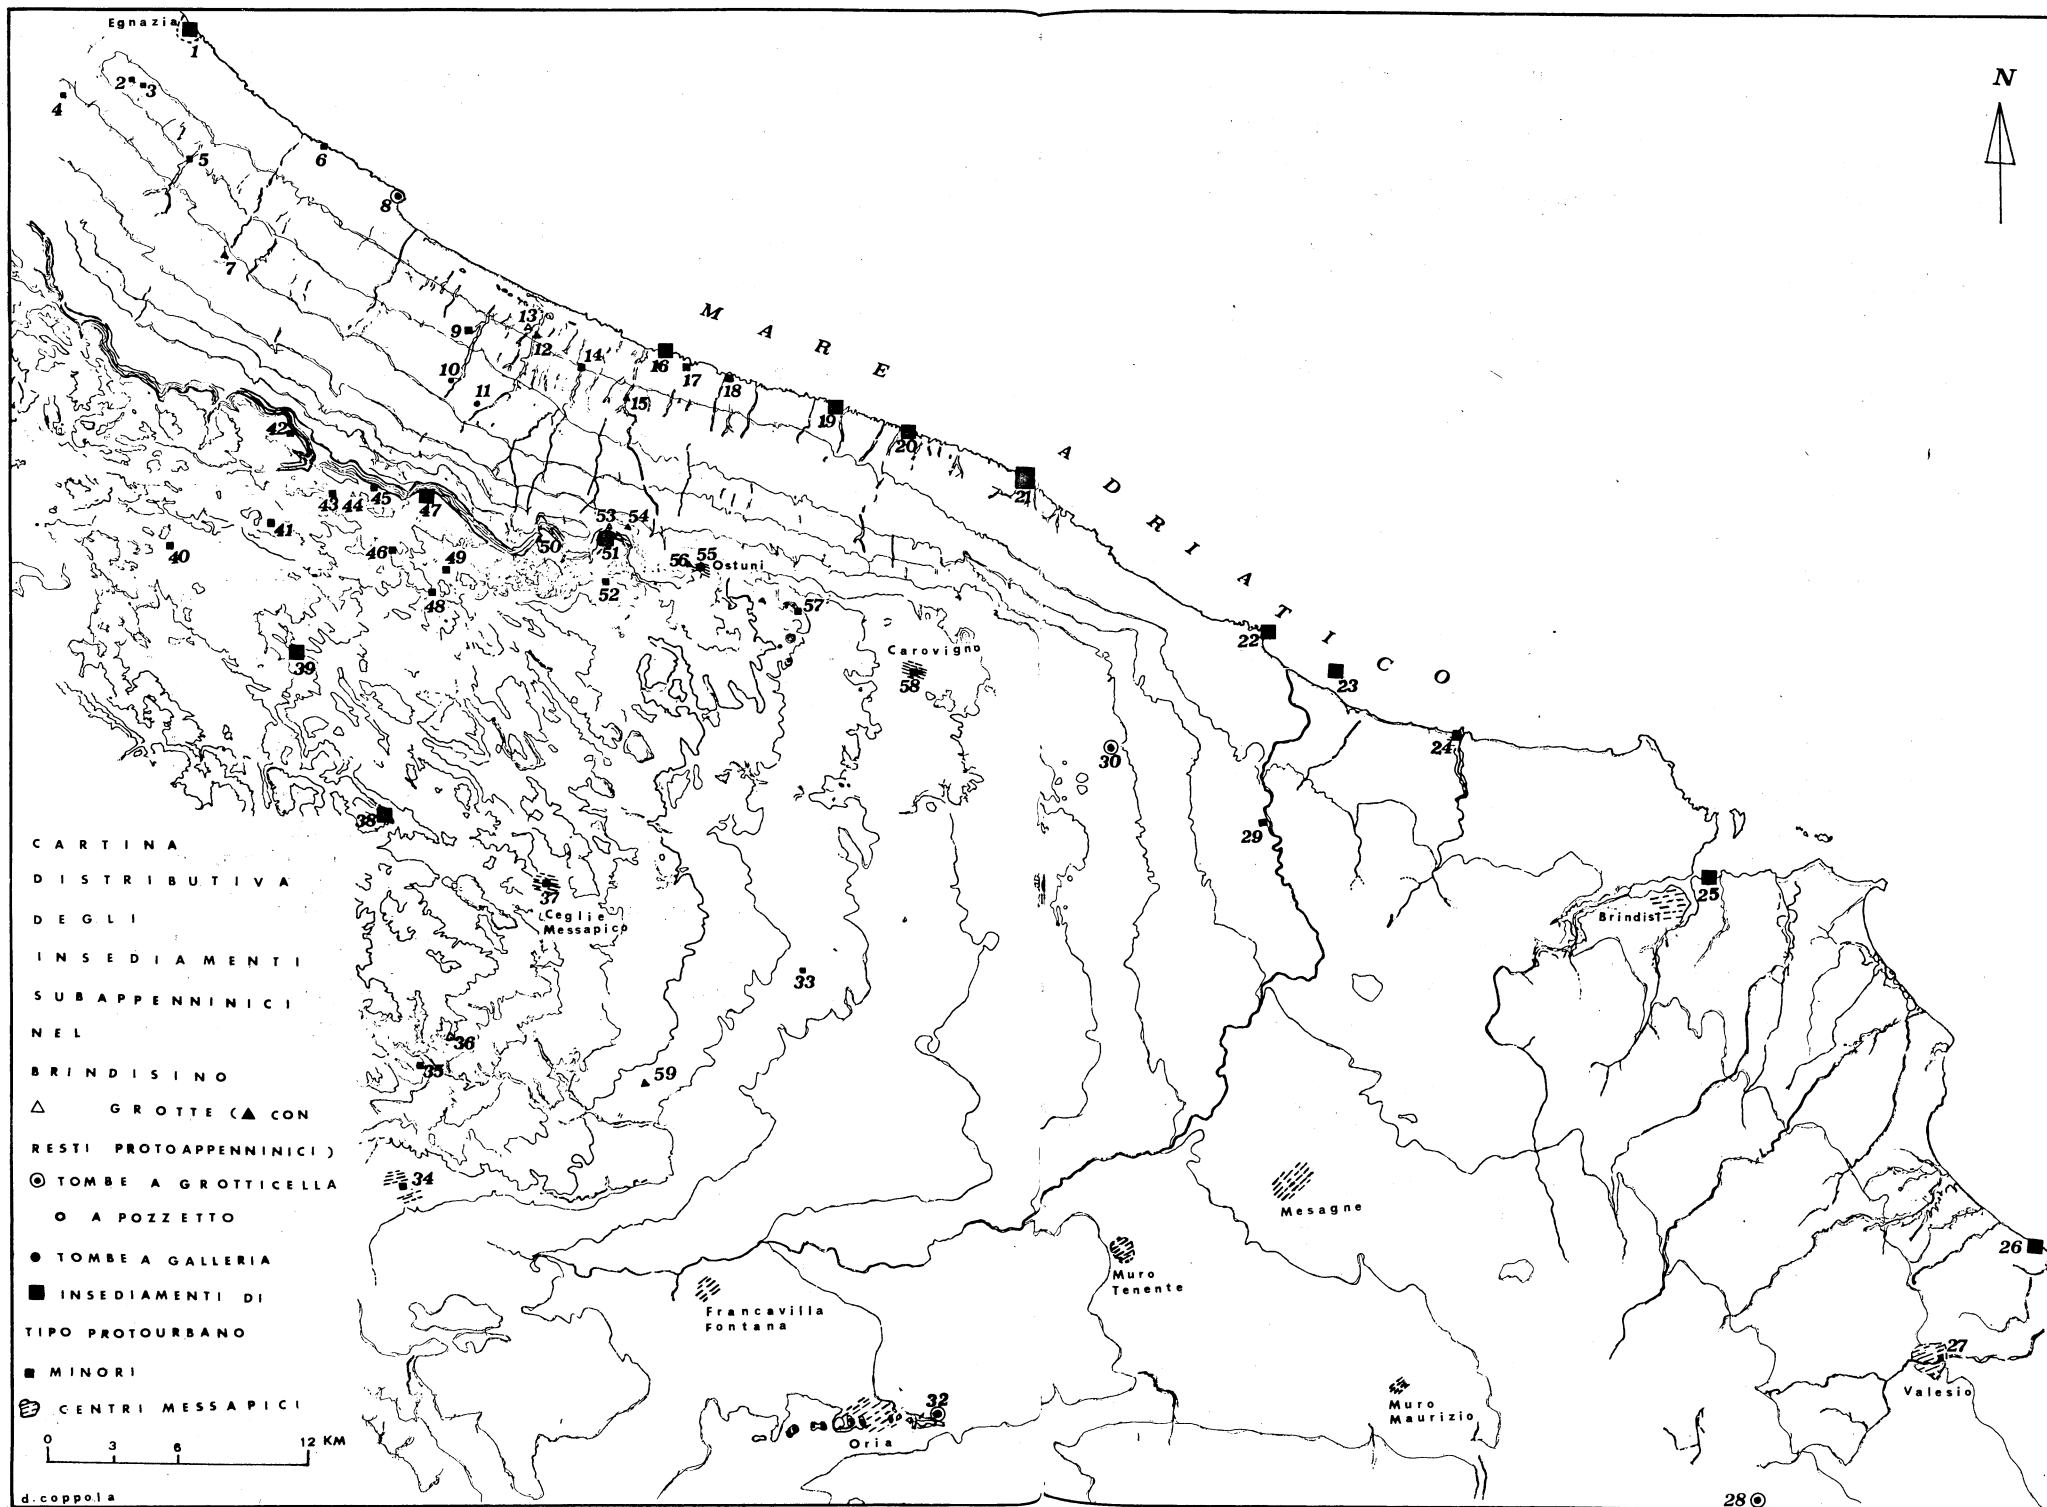 Egnazia
1
2
3
4
5
6
7
8
9
10
11
12
13
14
15
16
17
18
19
20
21
22
23
24
25
26
27
28
29
30
32
33
34
35
36
37
38
39
40
41
42
43
44
45
46
47
48
49
50
51
52
53
54
55
56
57
58
59
MARE
ADRIATICO
N
Ostuni
Carovigno
Ceglie
Messapico
Brindisi
Mesagne
Muro
Tenente
Francavilla
Fontana
Oria
Muro
Maurizio
Valesio
CARTINA
DISTRIBUTIVA
DEGLI
INSEDIAMENTI
SUBAPPENNINICI
NEL
BRINDISINO
GROTTE (▲ CON
RESTI PROTOAPPENNINICI)
TOMBE A GROTTICELLA
A POZZETTO
TOMBE A GALLERIA
INSEDIAMENTI DI
TIPO PROTOURBANO
MINORI
CENTRI MESSAPICI
0 3 6 12 KM
d.coppola